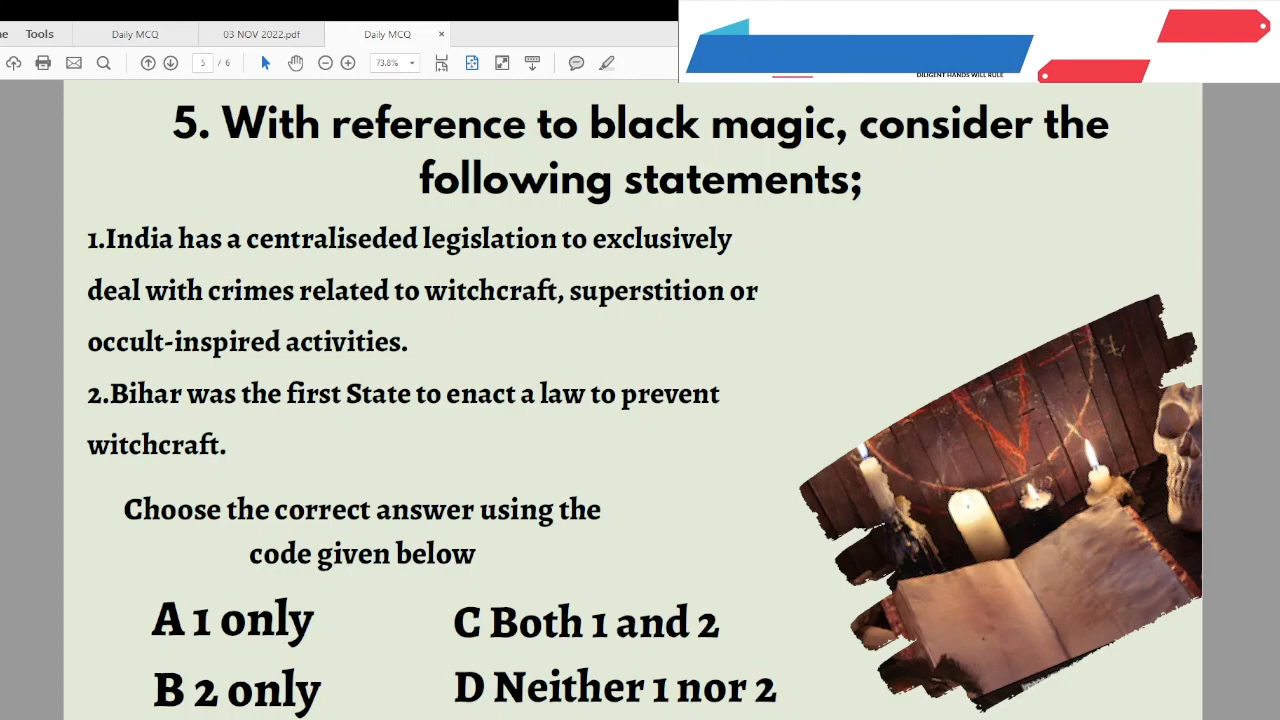 Tools
Daily MCQ
03 NOV 2022.pdf
Daily MCQ ×
5 / 6
73.8%
DILIGENT HANDS WILL RULE
5. With reference to black magic, consider the
following statements;
1.India has a centraliseded legislation to exclusively
deal with crimes related to witchcraft, superstition or
occult-inspired activities.
2.Bihar was the first State to enact a law to prevent
witchcraft.
Choose the correct answer using the
code given below
A 1 only
C Both 1 and 2
B 2 only
D Neither 1 nor 2